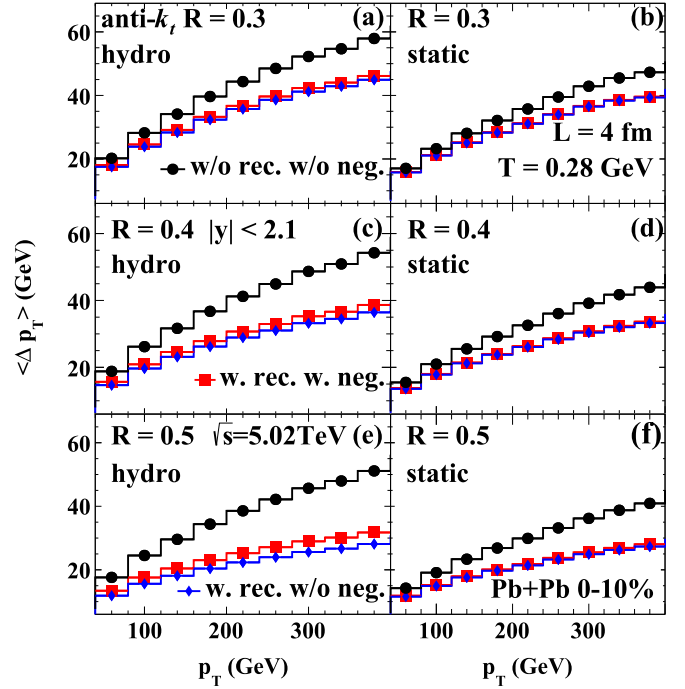 anti-k_t R = 0.3 (a)
hydro
60
40
20
w/o rec. w/o neg.
R = 0.3 (b)
static
L = 4 fm
T = 0.28 GeV
R = 0.4 |y| < 2.1 (c)
hydro
60
40
20
w. rec. w. neg.
R = 0.4 (d)
static
<Δ p_T> (GeV)
R = 0.5 √s=5.02TeV (e)
hydro
60
40
20
w. rec. w/o neg.
R = 0.5 (f)
static
Pb+Pb 0-10%
100 200 300
100 200 300
p_T (GeV)
p_T (GeV)